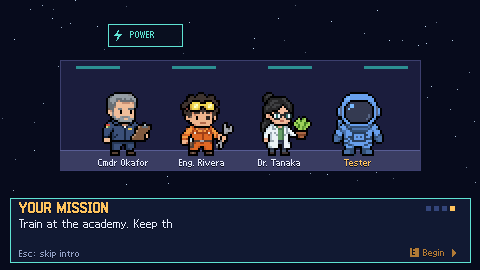 POWER
Cmdr Okafor
Eng. Rivera
Dr. Tanaka
Tester
YOUR MISSION
Train at the academy. Keep th
Esc: skip intro
E Begin